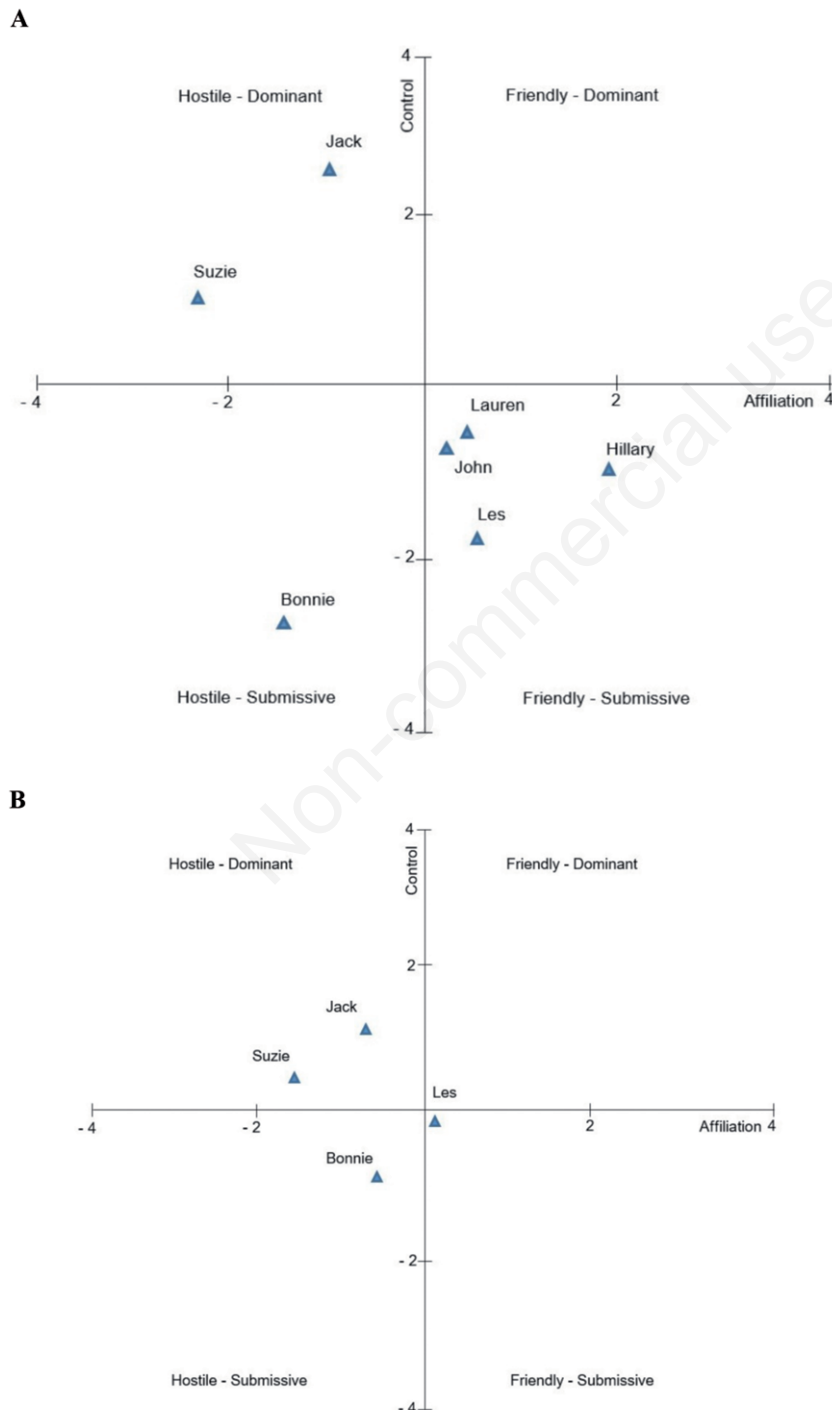 A
4
Control
Hostile - Dominant
Friendly - Dominant
Jack
2
Suzie
- 4
- 2
2
Affiliation 4
Lauren
John
Hillary
Les
- 2
Bonnie
Hostile - Submissive
Friendly - Submissive
- 4
Non-commercial use
B
4
Control
Hostile - Dominant
Friendly - Dominant
2
Jack
Suzie
Les
- 4
- 2
2
Affiliation 4
Bonnie
- 2
Hostile - Submissive
Friendly - Submissive
- 4